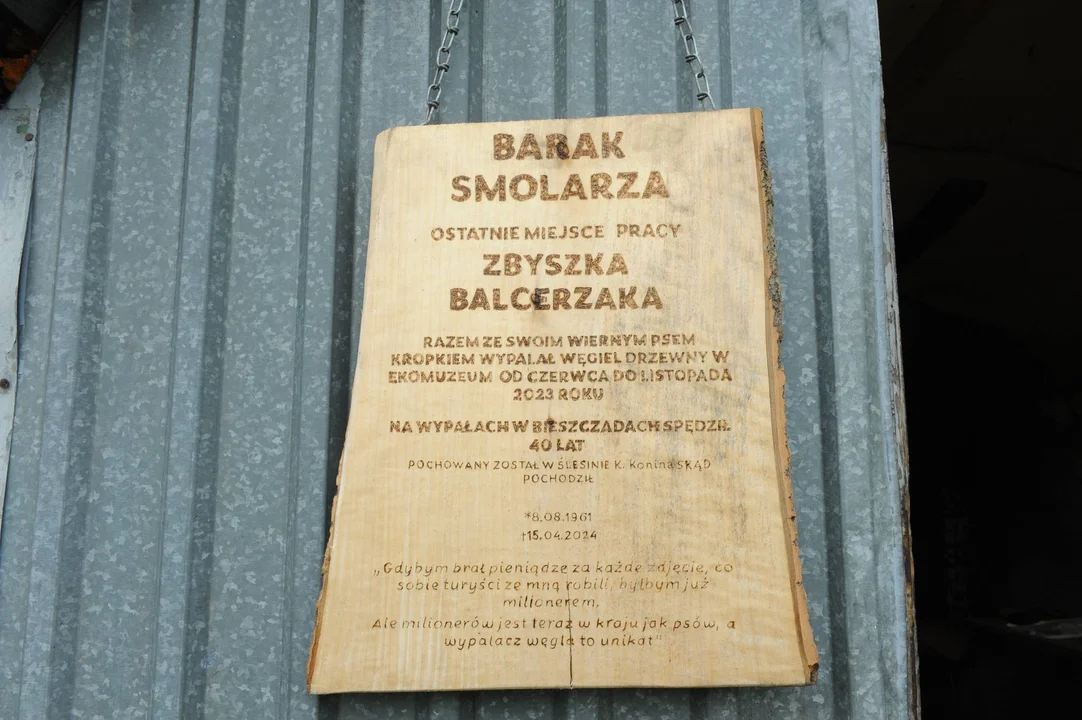 BARAK
SMOLARZA
OSTATNIE MIEJSCE PRACY
ZBYSZKA
BALCERZAKA
RAZEM ZE SWOIM WIERNYM PSEM
KROPKIEM WYPALAŁ WĘGIEL DRZEWNY W
EKOMUZEUM OD CZERWCA DO LISTOPADA
2023 ROKU
NA WYPAŁACH W BIESZCZADACH SPĘDZIŁ
40 LAT
POCHOWANY ZOSTAŁ W ŚLESINIE K. Konina SKĄD
POCHODZIŁ
*8.08.1961
†15.04.2024
„Gdybym brał pieniądze za każde zdjęcie, co
sobie turyści ze mną robili, byłbym już
milionerem.
Ale milionerów jest teraz w kraju jak psów, a
wypalacz węgla to unikat"